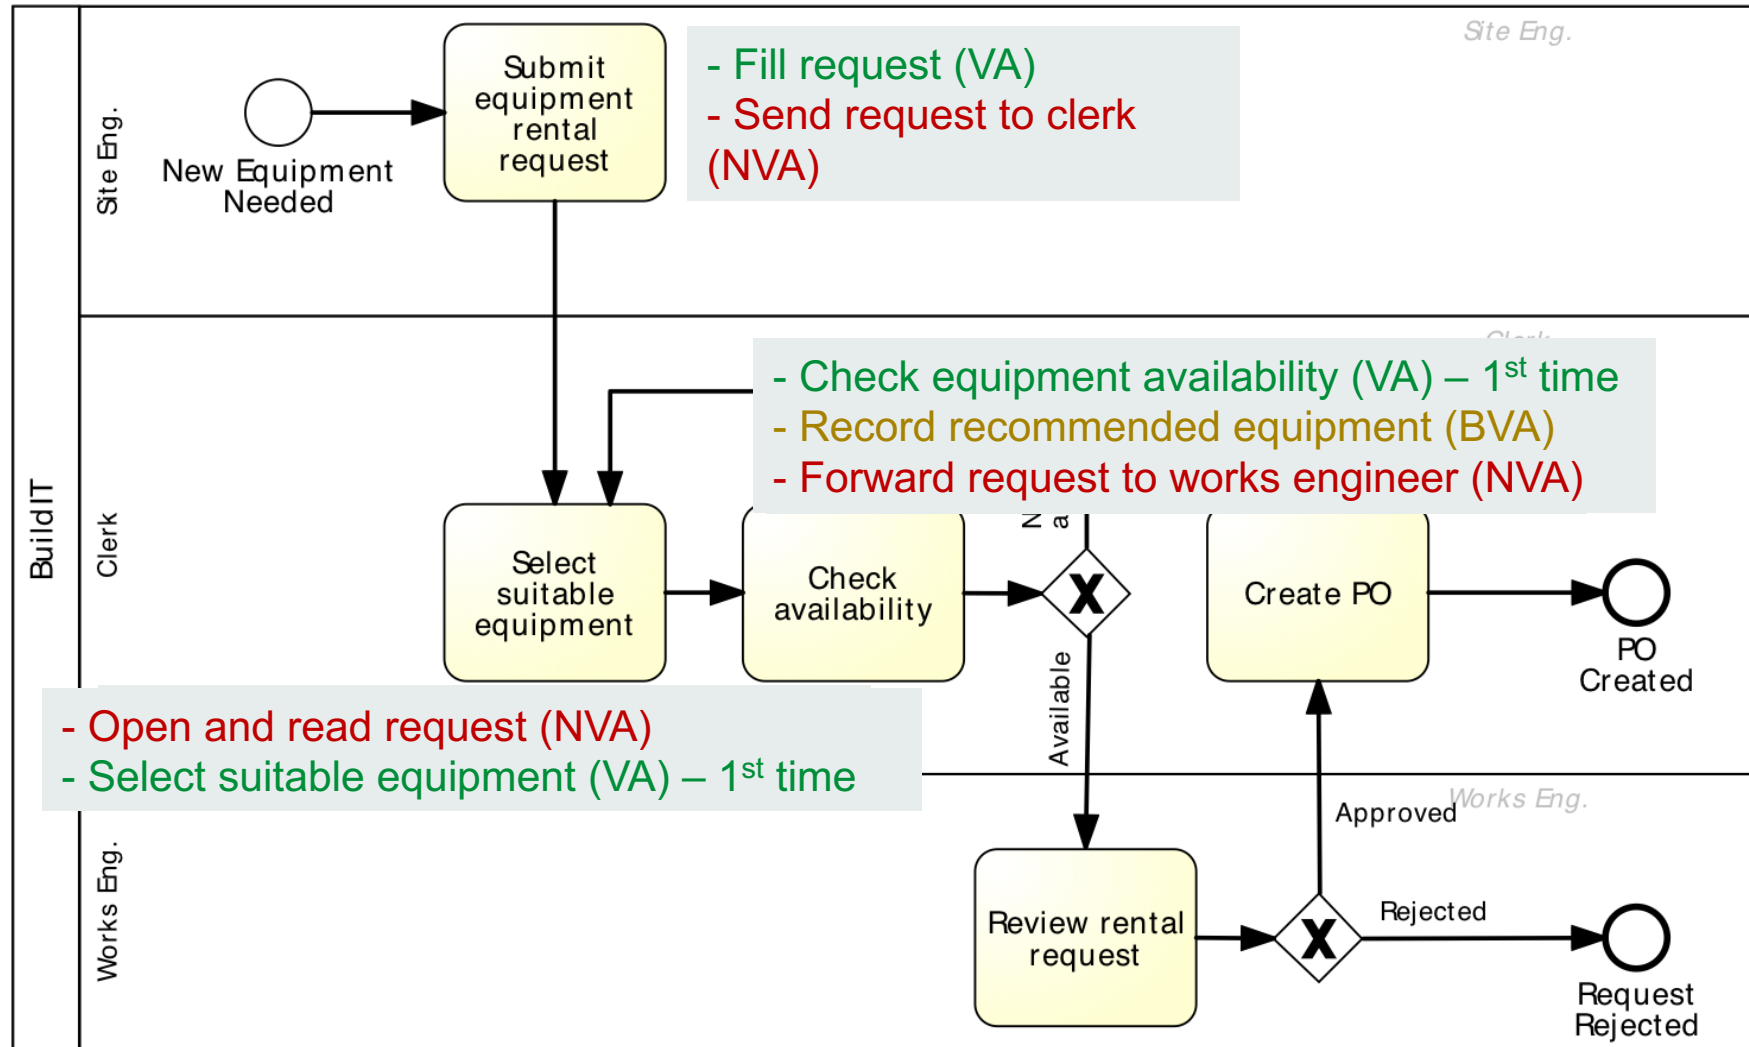 Site Eng.
Submit
equipment
rental
request
- Fill request (VA)
- Send request to clerk
(NVA)
Site Eng.
New Equipment
Needed
- Check equipment availability (VA) – 1st time
- Record recommended equipment (BVA)
- Forward request to works engineer (NVA)
BuildIT
Clerk
Select
suitable
equipment
Check
availability
X
Create PO
PO
Created
Available
- Open and read request (NVA)
- Select suitable equipment (VA) – 1st time
Works Eng.
Approved
Works Eng.
Review rental
request
X
Rejected
Request
Rejected